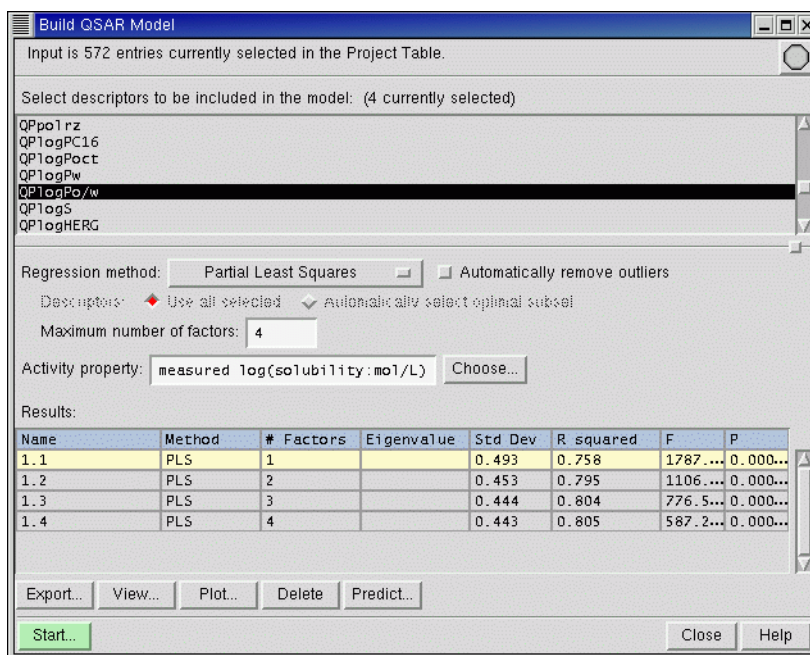 Build QSAR Model
Input is 572 entries currently selected in the Project Table.
Select descriptors to be included in the model: (4 currently selected)
QPpolrz
QPlogPC16
QPlogPoct
QPlogPw
QPlogPo/w
QPlogS
QPlogHERG
Regression method: Partial Least Squares Automatically remove outliers
Descriptors: Use all selected Automatically select optimal subset
Maximum number of factors: 4
Activity property: measured log(solubility:mol/L) Choose...
Results:
Name Method # Factors Eigenvalue Std Dev R squared F P
1.1 PLS 1 0.493 0.758 1787.... 0.000...
1.2 PLS 2 0.453 0.795 1106.... 0.000...
1.3 PLS 3 0.444 0.804 776.5... 0.000...
1.4 PLS 4 0.443 0.805 587.2... 0.000...
Export... View... Plot... Delete Predict...
Start... Close Help